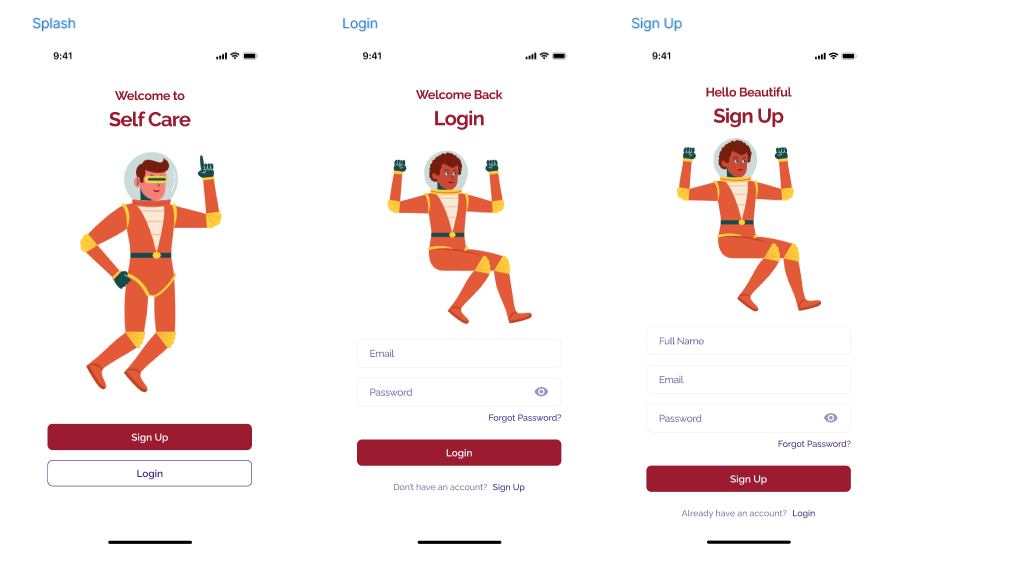 Splash
9:41
Welcome to
Self Care
Sign Up
Login
Login
9:41
Welcome Back
Login
Email
Password
Forgot Password?
Login
Don't have an account? Sign Up
Sign Up
9:41
Hello Beautiful
Sign Up
Full Name
Email
Password
Forgot Password?
Sign Up
Already have an account? Login